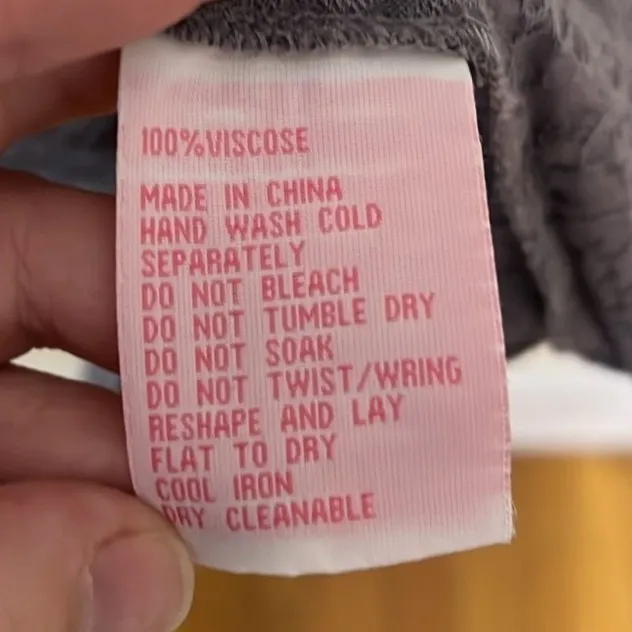 100%VISCOSE
MADE IN CHINA
HAND WASH COLD
SEPARATELY
DO NOT BLEACH
DO NOT TUMBLE DRY
DO NOT SOAK
DO NOT TWIST/WRING
RESHAPE AND LAY
FLAT TO DRY
COOL IRON
DRY CLEANABLE